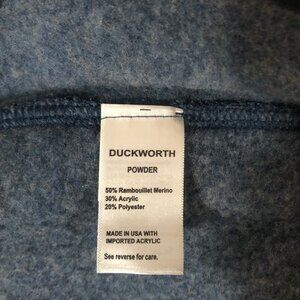 DUCKWORTH
POWDER
50% Rambouillet Merino
30% Acrylic
20% Polyester
MADE IN USA WITH
IMPORTED ACRYLIC
See reverse for care.